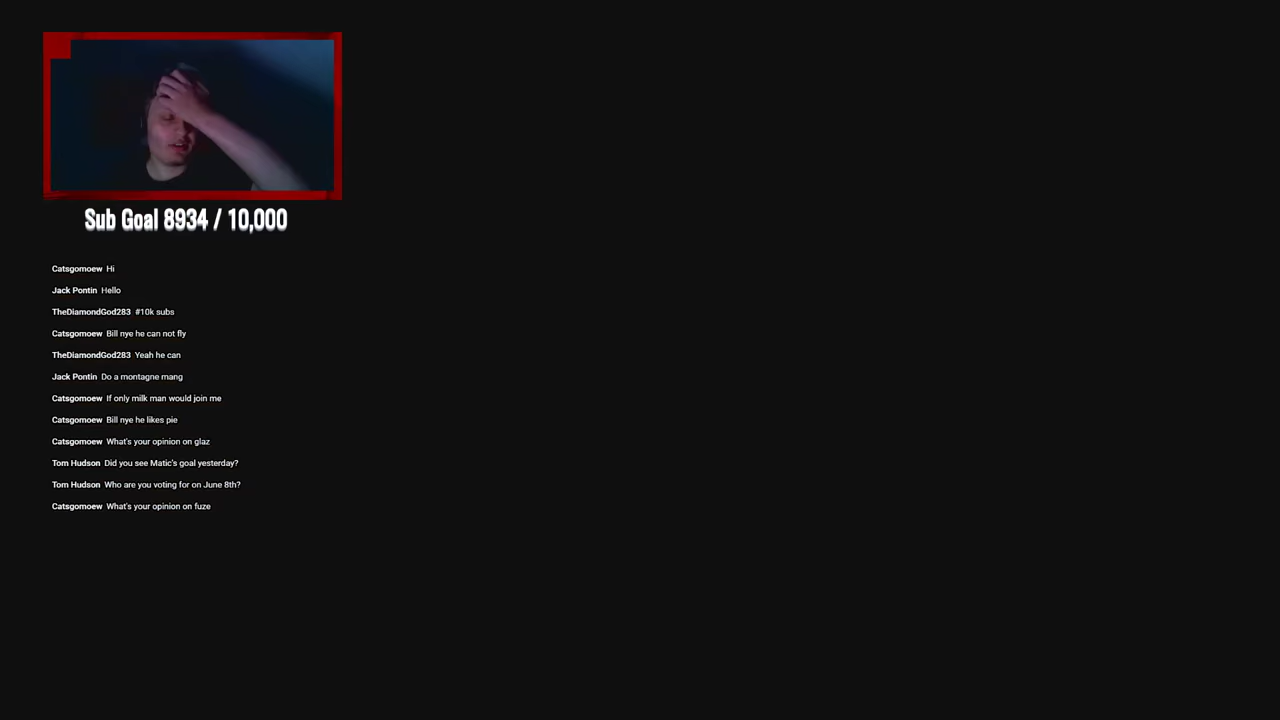 Sub Goal 8934 / 10,000
Catsgomoew Hi
Jack Pontin Hello
TheDiamondGod283 #10k subs
Catsgomoew Bill nye he can not fly
TheDiamondGod283 Yeah he can
Jack Pontin Do a montagne mang
Catsgomoew If only milk man would join me
Catsgomoew Bill nye he likes pie
Catsgomoew What's your opinion on glaz
Tom Hudson Did you see Matic's goal yesterday?
Tom Hudson Who are you voting for on June 8th?
Catsgomoew What's your opinion on fuze